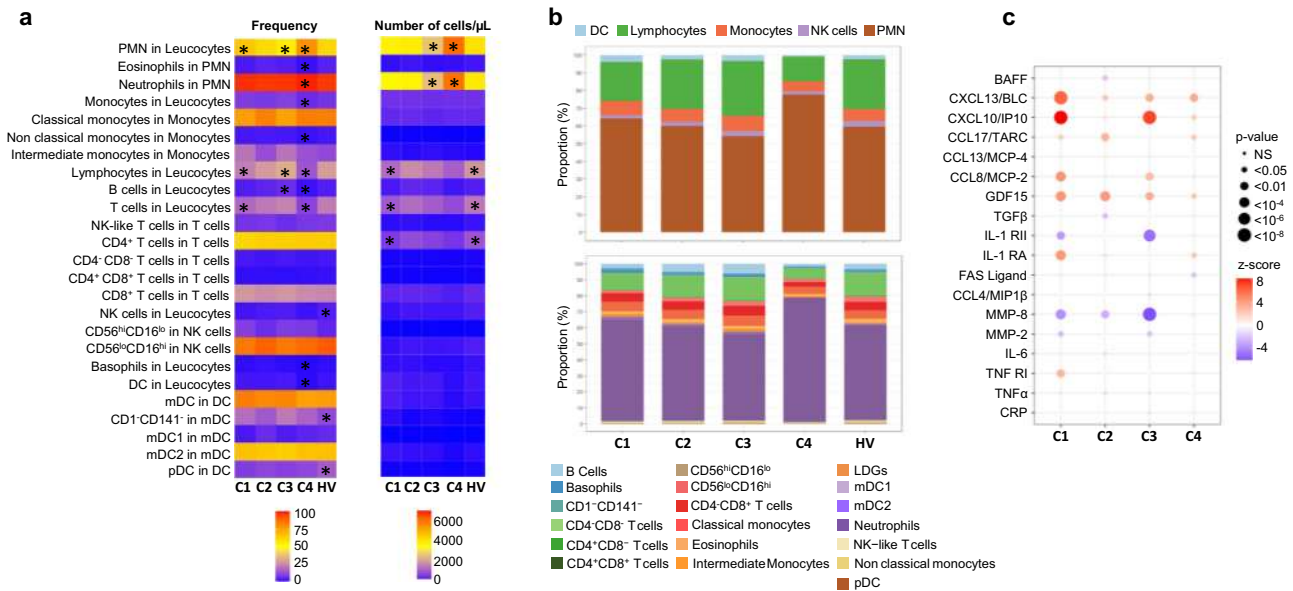 a
Frequency
Number of cells/µL
PMN in Leucocytes
Eosinophils in PMN
Neutrophils in PMN
Monocytes in Leucocytes
Classical monocytes in Monocytes
Non classical monocytes in Monocytes
Intermediate monocytes in Monocytes
Lymphocytes in Leucocytes
B cells in Leucocytes
T cells in Leucocytes
NK-like T cells in T cells
CD4⁺ T cells in T cells
CD4⁻CD8⁻ T cells in T cells
CD4⁺ CD8⁺ T cells in T cells
CD8⁺ T cells in T cells
NK cells in Leucocytes
CD56ʰⁱCD16ˡᵒ in NK cells
CD56ˡᵒCD16ʰⁱ in NK cells
Basophils in Leucocytes
DC in Leucocytes
mDC in DC
CD1⁻CD141⁻ in mDC
mDC1 in mDC
mDC2 in mDC
pDC in DC
C1 C2 C3 C4 HV
C1 C2 C3 C4 HV
100
75
50
25
0
6000
4000
2000
0
b
DC Lymphocytes Monocytes NK cells PMN
Proportion (%)
Proportion (%)
C1 C2 C3 C4 HV
B Cells
Basophils
CD1⁻CD141⁻
CD4⁻CD8⁻ T cells
CD4⁺CD8⁻ T cells
CD4⁺CD8⁺ T cells
CD56ʰⁱCD16ˡᵒ
CD56ˡᵒCD16ʰⁱ
CD4⁻CD8⁺ T cells
Classical monocytes
Eosinophils
Intermediate Monocytes
LDGs
mDC1
mDC2
Neutrophils
NK−like T cells
Non classical monocytes
pDC
c
BAFF
CXCL13/BLC
CXCL10/IP10
CCL17/TARC
CCL13/MCP-4
CCL8/MCP-2
GDF15
TGFβ
IL-1 RII
IL-1 RA
FAS Ligand
CCL4/MIP1β
MMP-8
MMP-2
IL-6
TNF RI
TNFα
CRP
C1 C2 C3 C4
p-value
NS
<0.05
<0.01
<10⁻⁴
<10⁻⁶
<10⁻⁸
z-score
8
4
0
-4